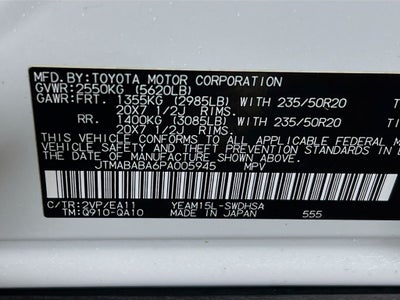 MFD.BY:TOYOTA MOTOR CORPORATION
GVWR:2550KG (5620LB)
GAWR:FRT. 1355KG (2985LB) WITH 235/50R20
20X7 1/2J RIMS.
RR. 1400KG (3085LB) WITH 235/50R20
20X7 1/2J RIMS.
THIS VEHICLE CONFORMS TO ALL APPLICABLE
VEHICLE SAFETY AND THEFT PREVENTION STANDARDS
IN EFFECT ON THE DATE OF MANUFACTURE SHOWN
JTMABABA6PA005945 MPV
C/TR:2VP/EA11 YEAM15L-SWDHSA
TM:Q910-QA10 MADE IN JAPAN 555